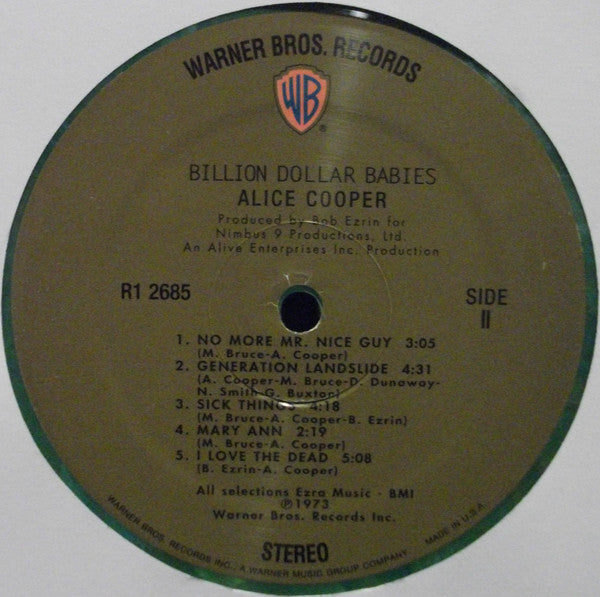 WARNER BROS. RECORDS
WB
®
BILLION DOLLAR BABIES
ALICE COOPER
Produced by Bob Ezrin for
Nimbus 9 Productions, Ltd.
An Alive Enterprises Inc. Production
R1 2685
SIDE
II
1. NO MORE MR. NICE GUY 3:05
(M. Bruce-A. Cooper)
2. GENERATION LANDSLIDE 4:31
(A. Cooper-M. Bruce-D. Dunaway-
N. Smith-G. Buxton)
3. SICK THINGS 4:18
(M. Bruce-A. Cooper-B. Ezrin)
4. MARY ANN 2:19
(M. Bruce-A. Cooper)
5. I LOVE THE DEAD 5:08
(B. Ezrin-A. Cooper)
All selections Ezra Music - BMI
℗1973
Warner Bros. Records Inc.
STEREO
WARNER BROS. RECORDS INC., A WARNER MUSIC GROUP COMPANY MADE IN U.S.A.